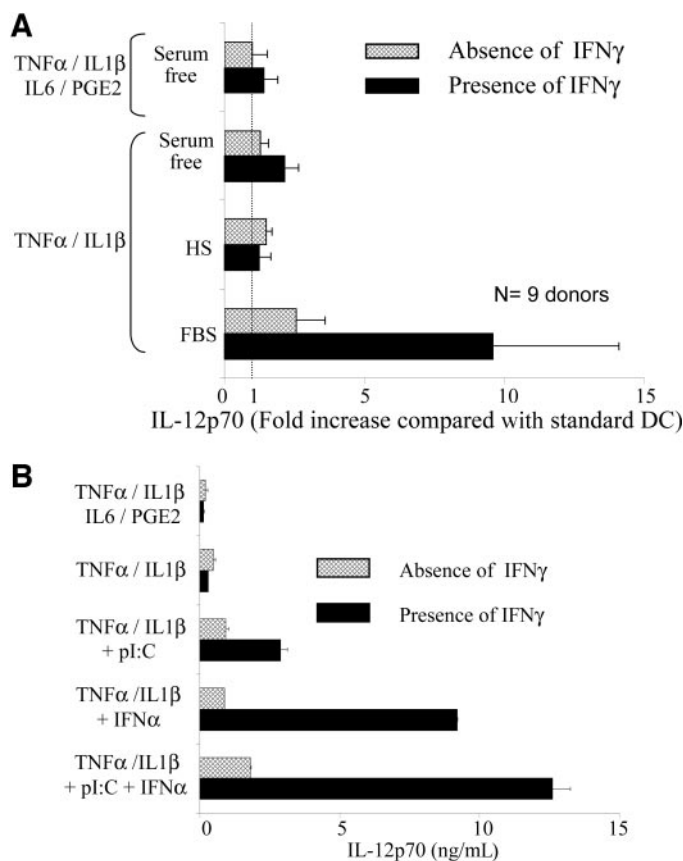 A
TNFα / IL1β
IL6 / PGE2
Serum
free
Absence of IFNγ
Presence of IFNγ
TNFα / IL1β
Serum
free
HS
FBS
N= 9 donors
0 1 5 10 15
IL-12p70 (Fold increase compared with standard DC)
B
TNFα / IL1β
IL6 / PGE2
TNFα / IL1β
Absence of IFNγ
Presence of IFNγ
TNFα / IL1β
+ pI:C
TNFα /IL1β
+ IFNα
TNFα /IL1β
+ pI:C + IFNα
0 5 10 15
IL-12p70 (ng/mL)